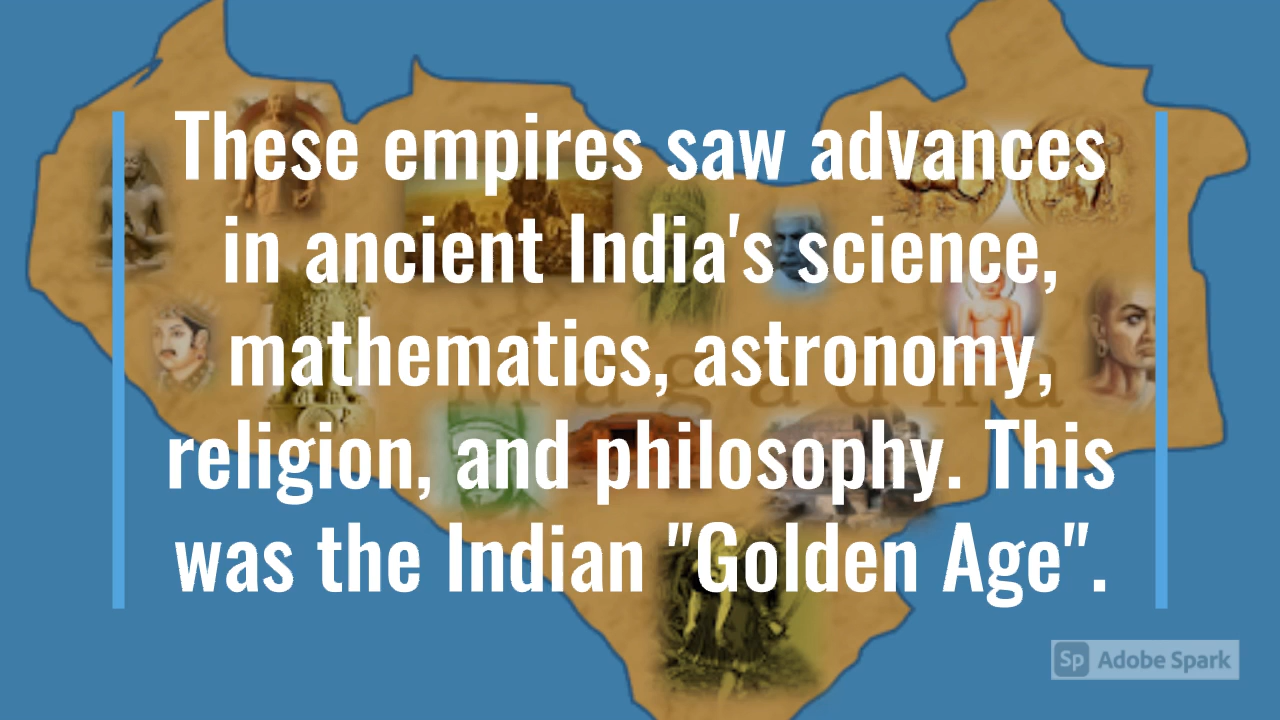 These empires saw advances
in ancient India's science,
mathematics, astronomy,
religion, and philosophy. This
was the Indian "Golden Age".
Magadha
Sp Adobe Spark